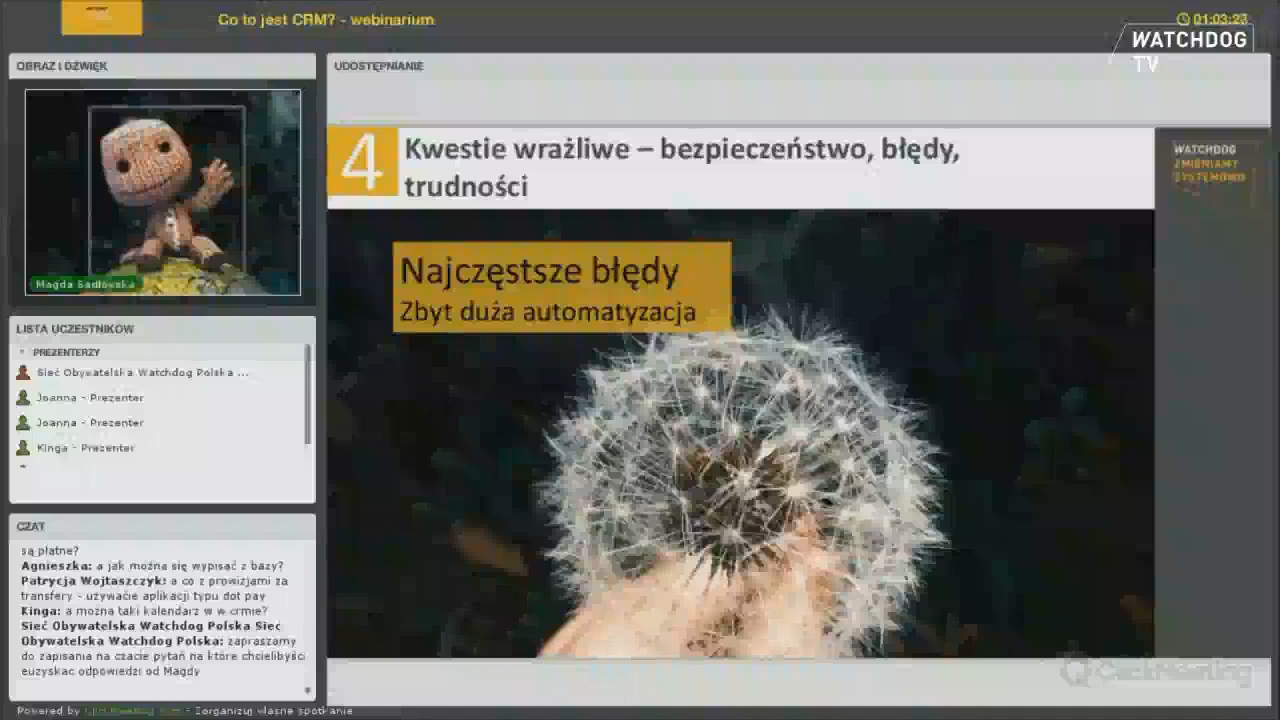 Co to jest CRM? - webinarium
01:03:23
WATCHDOG
TV
OBRAZ I DŹWIĘK
Magda Sadłowska
LISTA UCZESTNIKÓW
PREZENTERZY
Sieć Obywatelska Watchdog Polska ...
Joanna - Prezenter
Joanna - Prezenter
Kinga - Prezenter
CZAT
są płatne?
Agnieszka: a jak można się wypisać z bazy?
Patrycja Wojtaszczyk: a co z prowizjami za
transfery - używacie aplikacji typu dot pay
Kinga: a można taki kalendarz w w crmie?
Sieć Obywatelska Watchdog Polska Sieć
Obywatelska Watchdog Polska: zapraszamy
do zapisania na czacie pytań na które chcielibyści
euzyskac odpowiedzi od Magdy
Powered by - Zorganizuj własne spotkanie
UDOSTĘPNIANIE
4
Kwestie wrażliwe – bezpieczeństwo, błędy,
trudności
Najczęstsze błędy
Zbyt duża automatyzacja
WATCHDOG
ZMIENIAMY
SYSTEMOWO
ClickMeeting